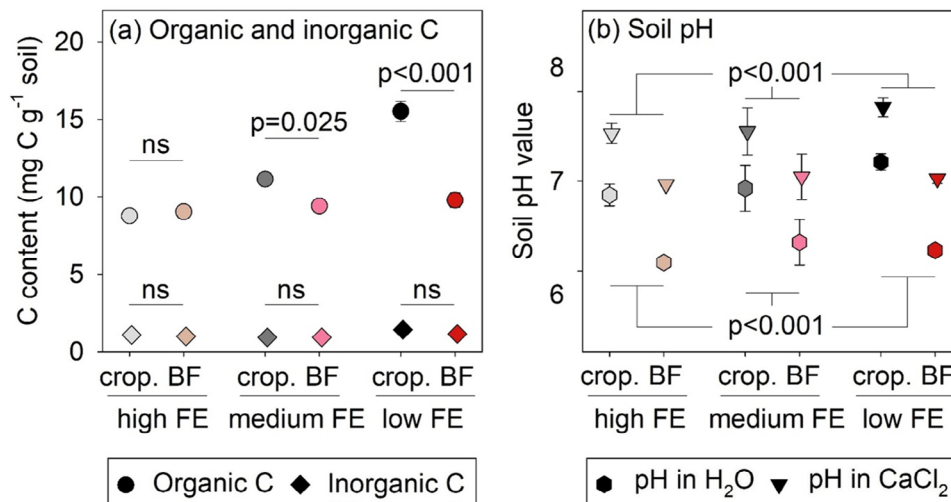 (a) Organic and inorganic C
C content (mg C g⁻¹ soil)
20
15
10
5
0
ns
p=0.025
p<0.001
ns
ns
ns
crop. BF
crop. BF
crop. BF
high FE
medium FE
low FE
Organic C
Inorganic C
(b) Soil pH
Soil pH value
8
7
6
p<0.001
p<0.001
crop. BF
crop. BF
crop. BF
high FE
medium FE
low FE
pH in H₂O
pH in CaCl₂